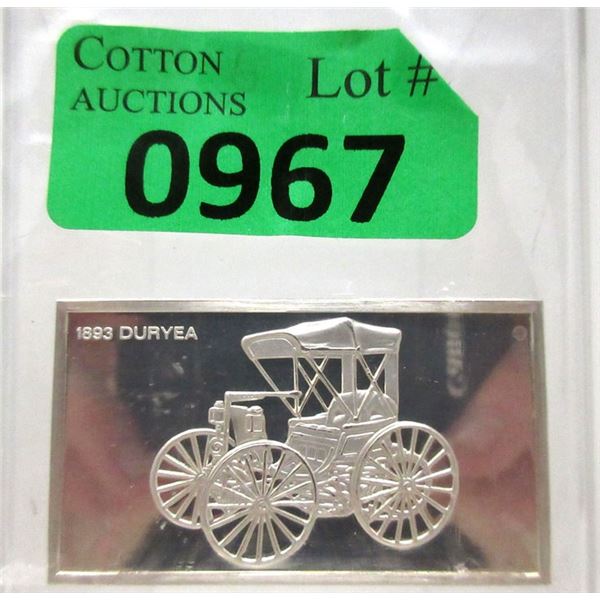 COTTON
AUCTIONS
Lot #
0967
1893 DURYEA